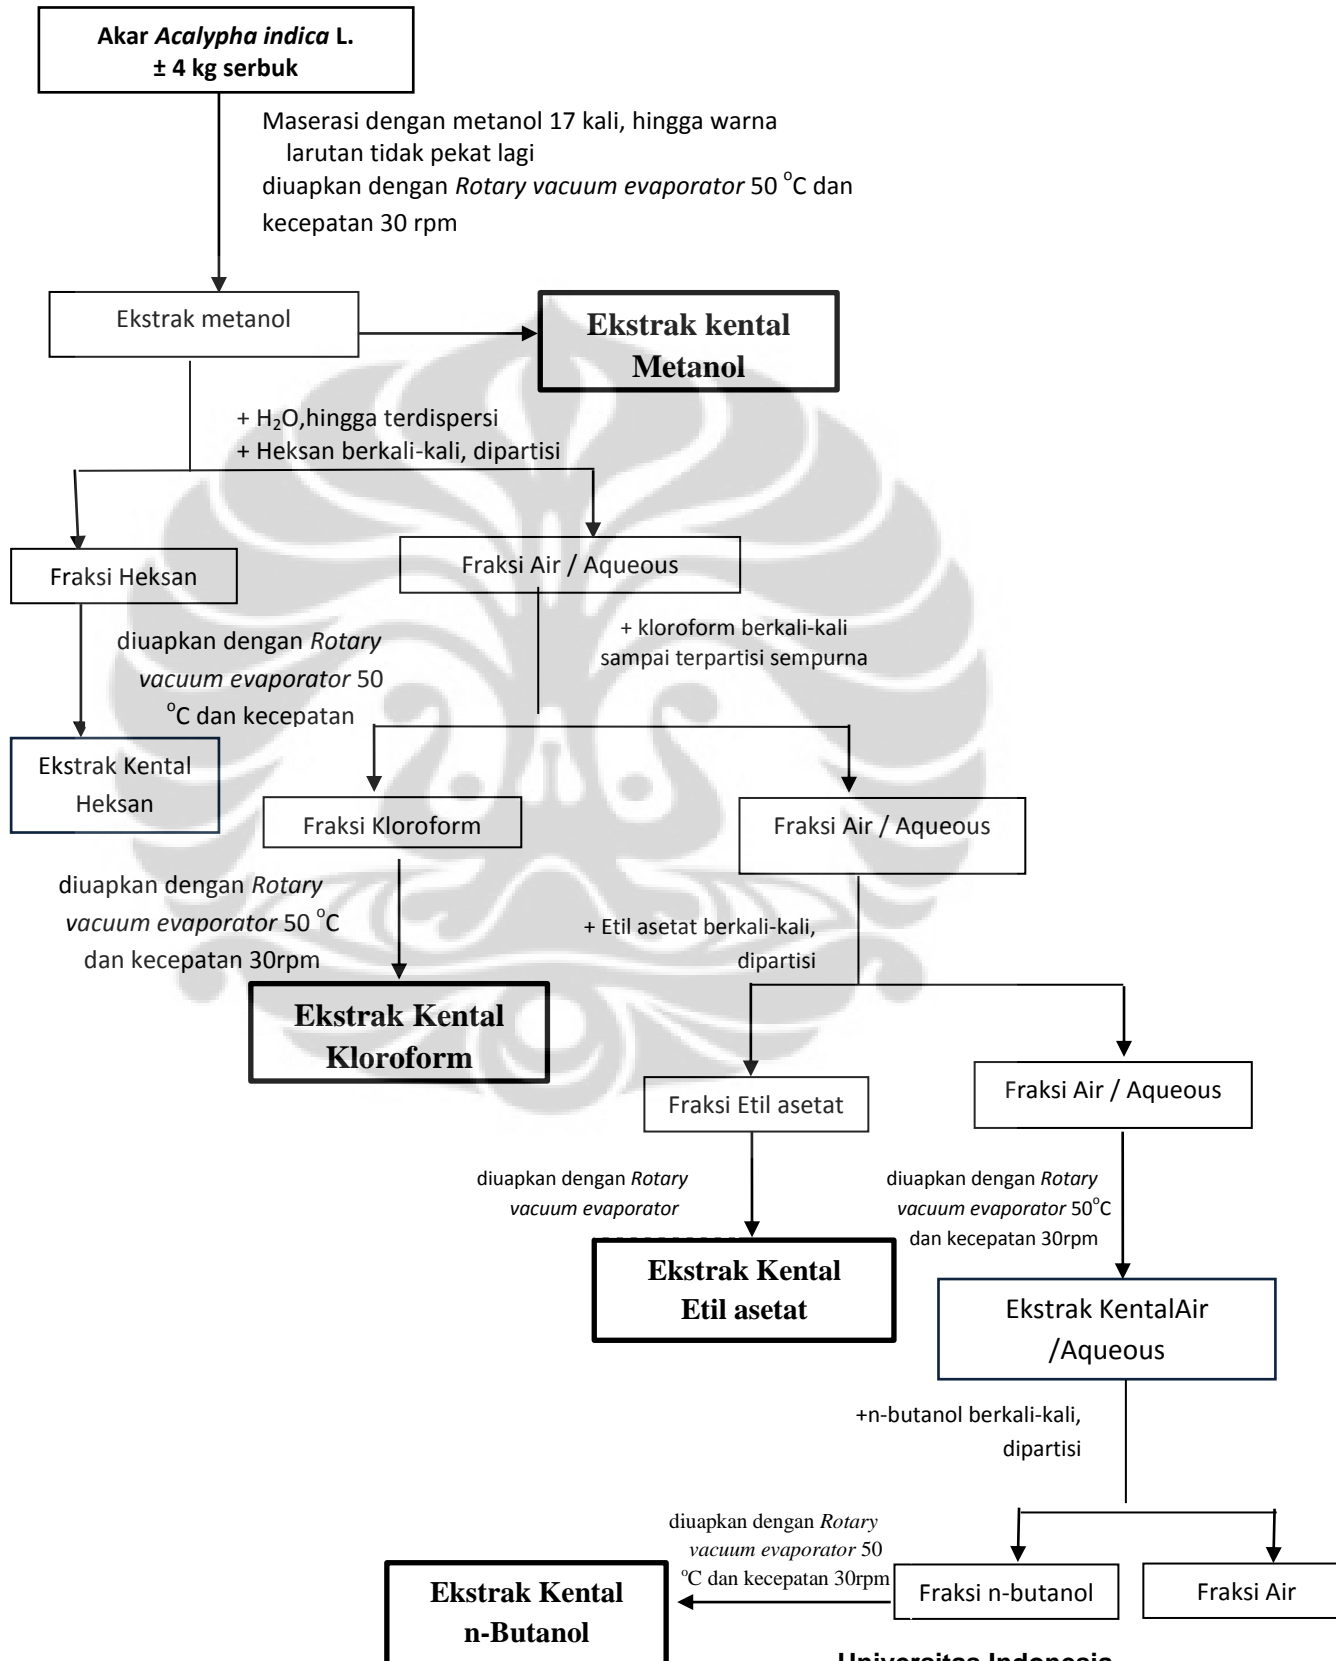 Akar Acalypha indica L.
± 4 kg serbuk
Maserasi dengan metanol 17 kali, hingga warna
larutan tidak pekat lagi
diuapkan dengan Rotary vacuum evaporator 50 °C dan
kecepatan 30 rpm
Ekstrak metanol
Ekstrak kental
Metanol
+ H₂O,hingga terdispersi
+ Heksan berkali-kali, dipartisi
Fraksi Heksan
Fraksi Air / Aqueous
diuapkan dengan Rotary
vacuum evaporator 50
°C dan kecepatan
+ kloroform berkali-kali
sampai terpartisi sempurna
Ekstrak Kental
Heksan
Fraksi Kloroform
Fraksi Air / Aqueous
diuapkan dengan Rotary
vacuum evaporator 50 °C
dan kecepatan 30rpm
+ Etil asetat berkali-kali,
dipartisi
Ekstrak Kental
Kloroform
Fraksi Etil asetat
Fraksi Air / Aqueous
diuapkan dengan Rotary
vacuum evaporator
diuapkan dengan Rotary
vacuum evaporator 50°C
dan kecepatan 30rpm
Ekstrak Kental
Etil asetat
Ekstrak KentalAir
/Aqueous
+n-butanol berkali-kali,
dipartisi
diuapkan dengan Rotary
vacuum evaporator 50
°C dan kecepatan 30rpm
Ekstrak Kental
n-Butanol
Fraksi n-butanol
Fraksi Air
Universitas Indonesia